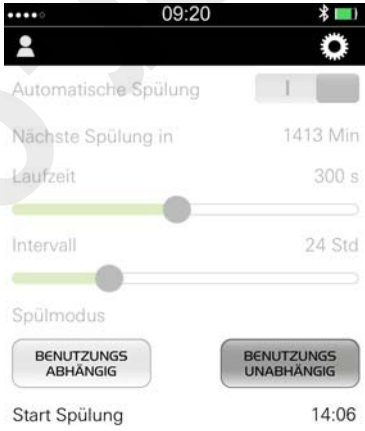 09:20
Automatische Spülung
Nächste Spülung in 1413 Min
Laufzeit 300 s
Intervall 24 Std
Spülmodus
BENUTZUNGS ABHÄNGIG
BENUTZUNGS UNABHÄNGIG
Start Spülung 14:06